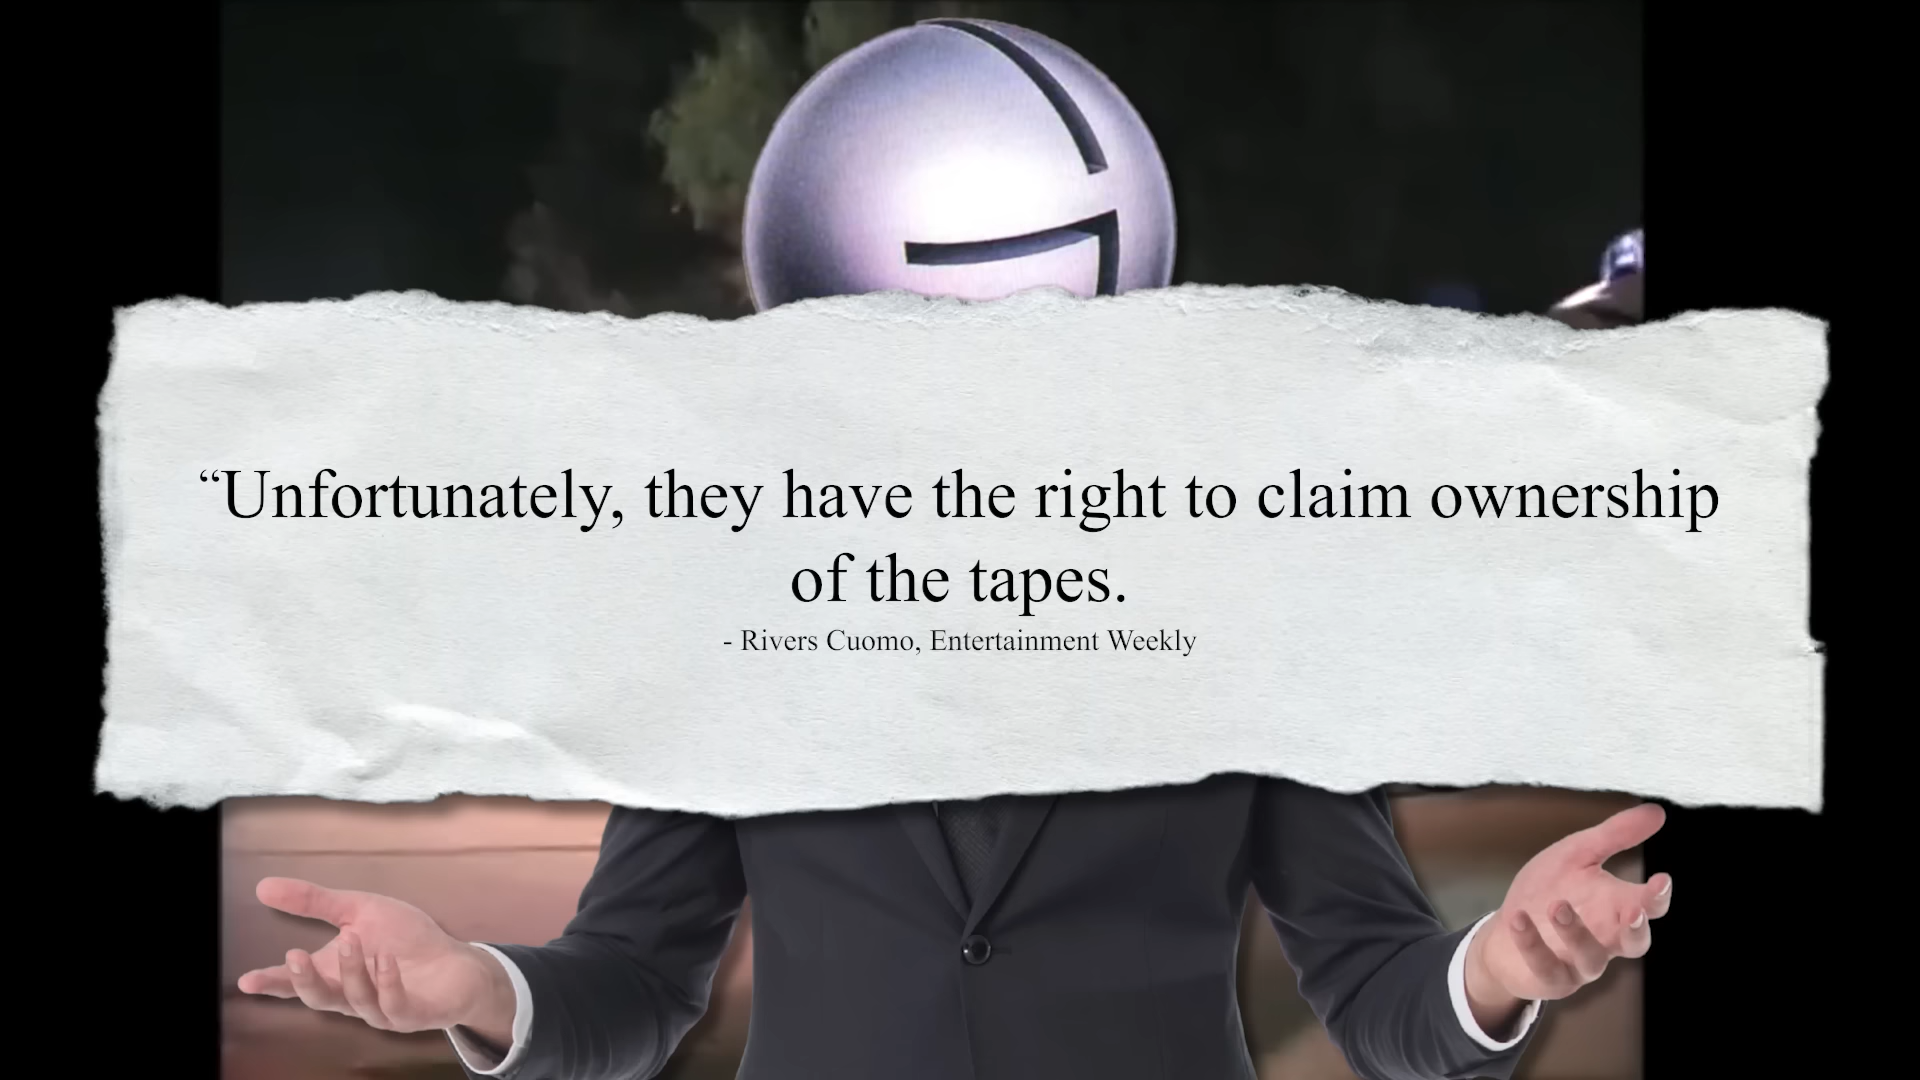 “Unfortunately, they have the right to claim ownership
of the tapes.
- Rivers Cuomo, Entertainment Weekly